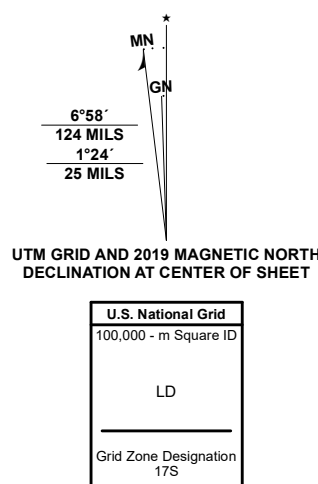 ★
MN
GN
6°58´
124 MILS
1°24´
25 MILS
UTM GRID AND 2019 MAGNETIC NORTH
DECLINATION AT CENTER OF SHEET
U.S. National Grid
100,000 - m Square ID
LD
Grid Zone Designation
17S